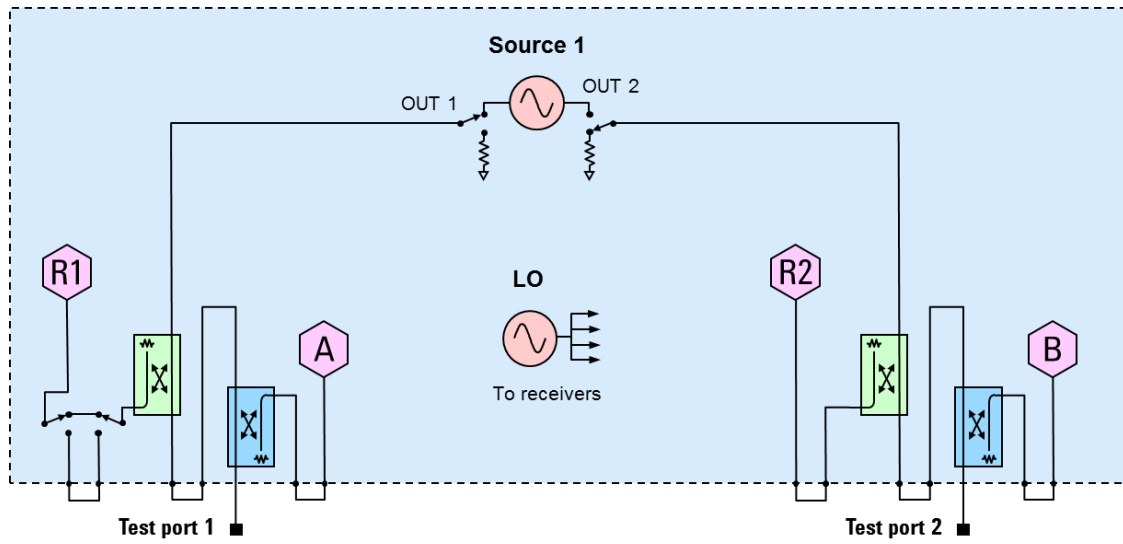 Source 1
OUT 1
OUT 2
R1
R2
LO
A
B
To receivers
Test port 1
Test port 2